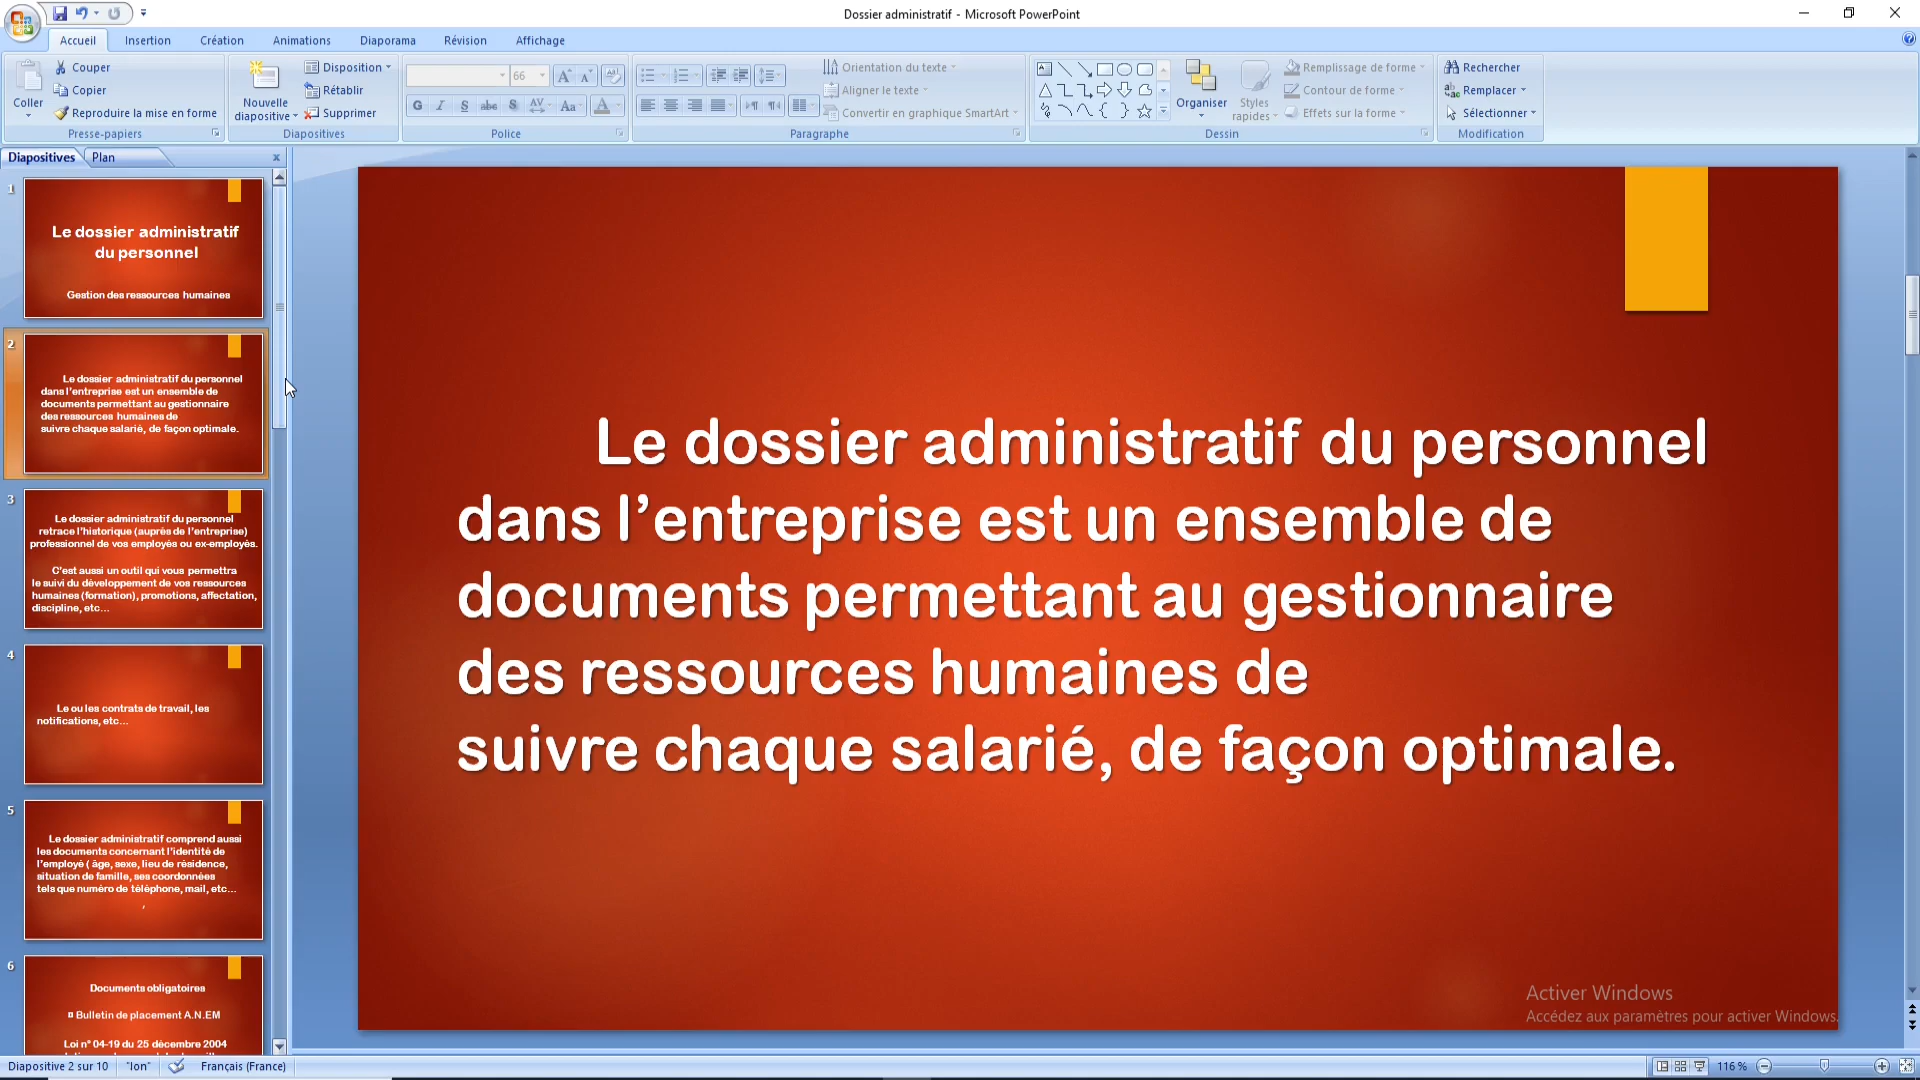 Dossier administratif - Microsoft PowerPoint
Accueil Insertion Création Animations Diaporama Révision Affichage
Coller
Couper
Copier
Reproduire la mise en forme
Presse-papiers
Nouvelle diapositive
Disposition
Rétablir
Supprimer
Diapositives
66
G I S abc S AV Aa A
Police
Orientation du texte
Aligner le texte
Convertir en graphique SmartArt
Paragraphe
Organiser
Styles rapides
Remplissage de forme
Contour de forme
Effets sur la forme
Dessin
Rechercher
Remplacer
Sélectionner
Modification
Diapositives Plan
1
Le dossier administratif
du personnel
Gestion des ressources humaines
2
Le dossier administratif du personnel
dans l'entreprise est un ensemble de
documents permettant au gestionnaire
des ressources humaines de
suivre chaque salarié, de façon optimale.
3
Le dossier administratif du personnel
retrace l'historique (auprès de l'entreprise)
professionnel de vos employés ou ex-employés.
C'est aussi un outil qui vous permettra
le suivi du développement de vos ressources
humaines (formation), promotions, affectation,
discipline, etc...
4
Le ou les contrats de travail, les
notifications, etc...
5
Le dossier administratif comprend aussi
les documents concernant l'identité de
l'employé ( âge, sexe, lieu de résidence,
situation de famille, ses coordonnées
tels que numéro de téléphone, mail, etc...
,
6
Documents obligatoires
¤ Bulletin de placement A.N.EM
Loi n° 04-19 du 25 décembre 2004
Le dossier administratif du personnel
dans l’entreprise est un ensemble de
documents permettant au gestionnaire
des ressources humaines de
suivre chaque salarié, de façon optimale.
Activer Windows
Accédez aux paramètres pour activer Windows.
Diapositive 2 sur 10 "Ion" Français (France) 116 %